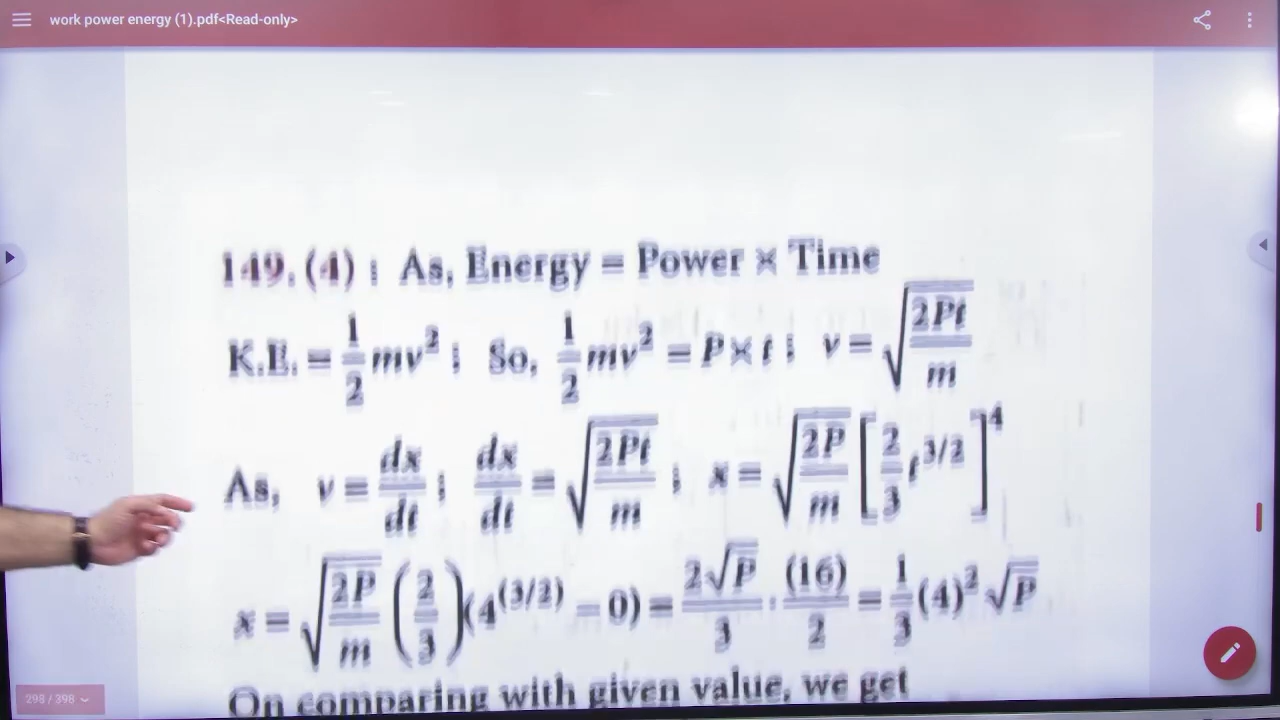 work power energy (1).pdf<Read-only>
149. (4) : As, Energy = Power × Time
K.E. = 1/2 mv² ; So, 1/2 mv² = P × t ; v = √(2Pt/m)
As, v = dx/dt ; dx/dt = √(2Pt/m) ; x = √(2P/m) [2/3 t^3/2]^4
x = √(2P/m) (2/3)(4^(3/2) − 0) = 2√P/3 · (16)/2 = 1/3 (4)² √P
On comparing with given value, we get
298 / 398